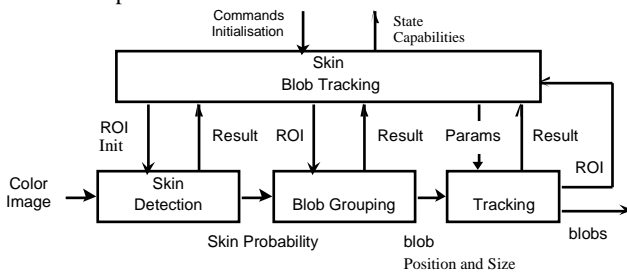 Commands
Initialisation
State
Capabilities
Skin
Blob Tracking
ROI
Init
Result
ROI
Result
Params
Result
ROI
Color
Image
Skin
Detection
Blob Grouping
Tracking
blobs
Skin Probability
blob
Position and Size